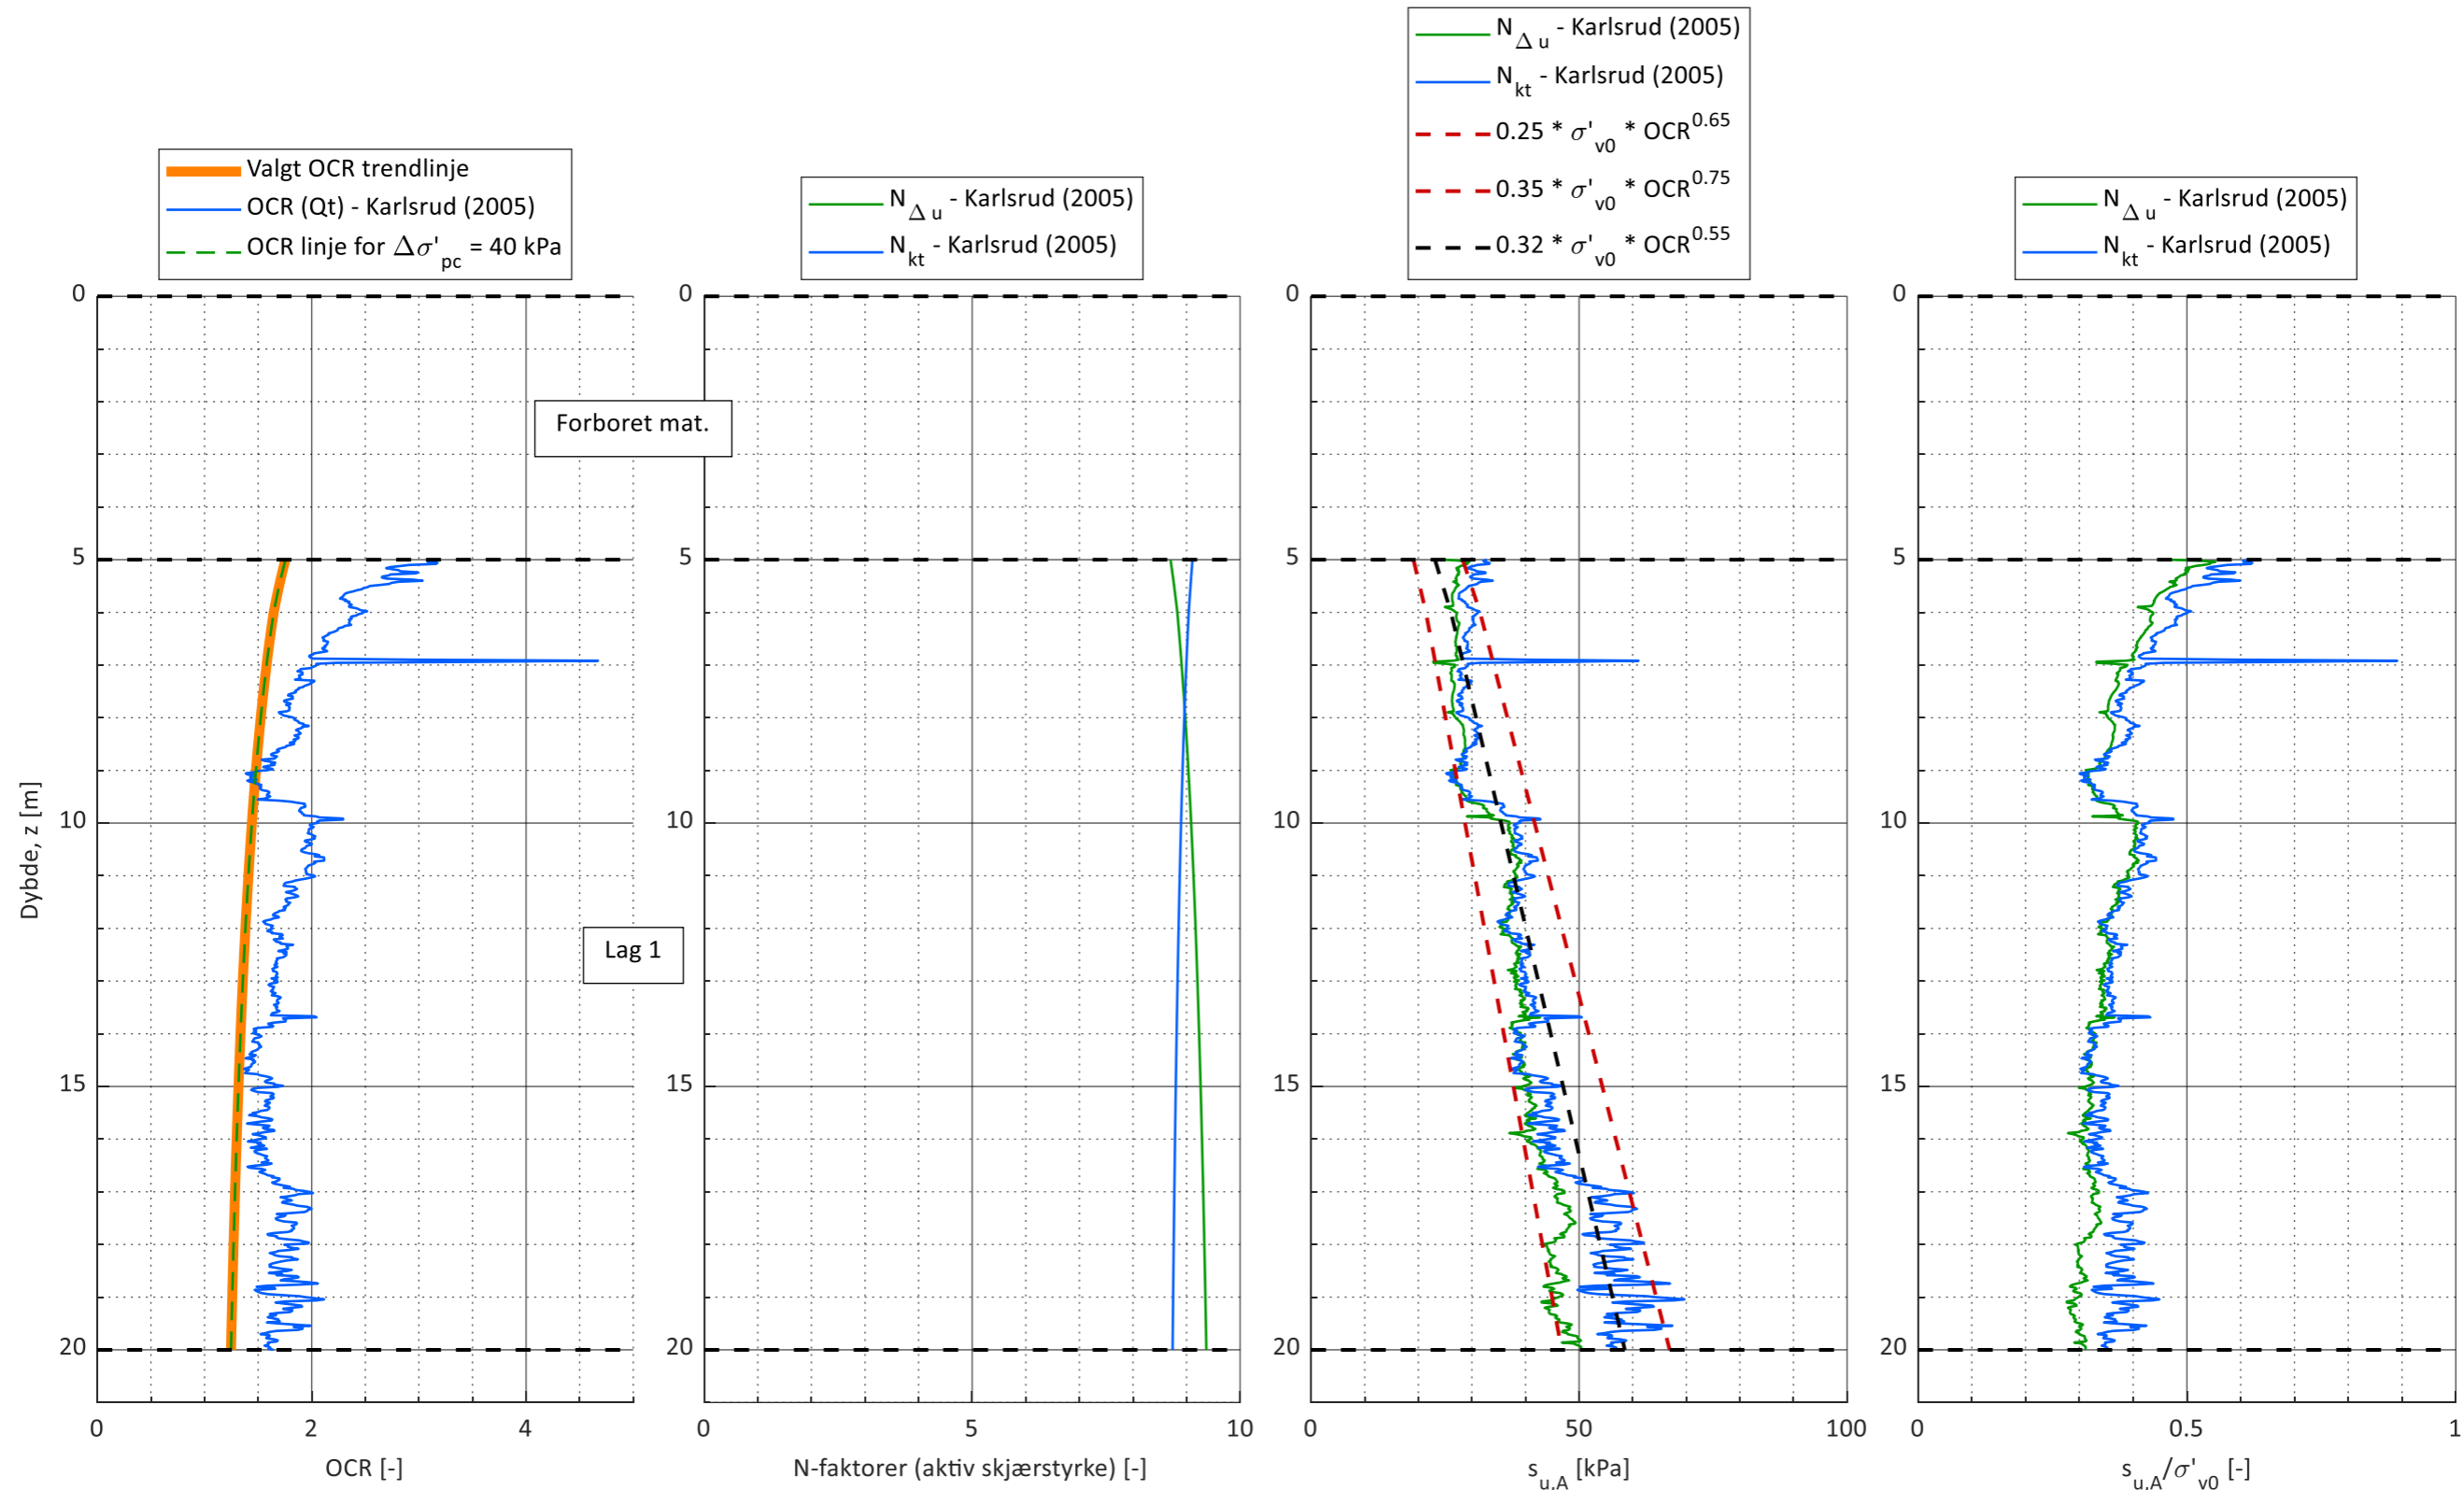 Valgt OCR trendlinje
OCR (Qt) - Karlsrud (2005)
OCR linje for Δσ'pc = 40 kPa
NΔ u - Karlsrud (2005)
Nkt - Karlsrud (2005)
NΔ u - Karlsrud (2005)
Nkt - Karlsrud (2005)
0.25 * σ'v0 * OCR0.65
0.35 * σ'v0 * OCR0.75
0.32 * σ'v0 * OCR0.55
NΔ u - Karlsrud (2005)
Nkt - Karlsrud (2005)
Dybde, z [m]
0
5
10
15
20
Forboret mat.
Lag 1
0 2 4
OCR [-]
0
5
10
15
20
0 5 10
N-faktorer (aktiv skjærstyrke) [-]
0
5
10
15
20
0 50 100
su,A [kPa]
0
5
10
15
20
0 0.5 1
su,A/σ'v0 [-]